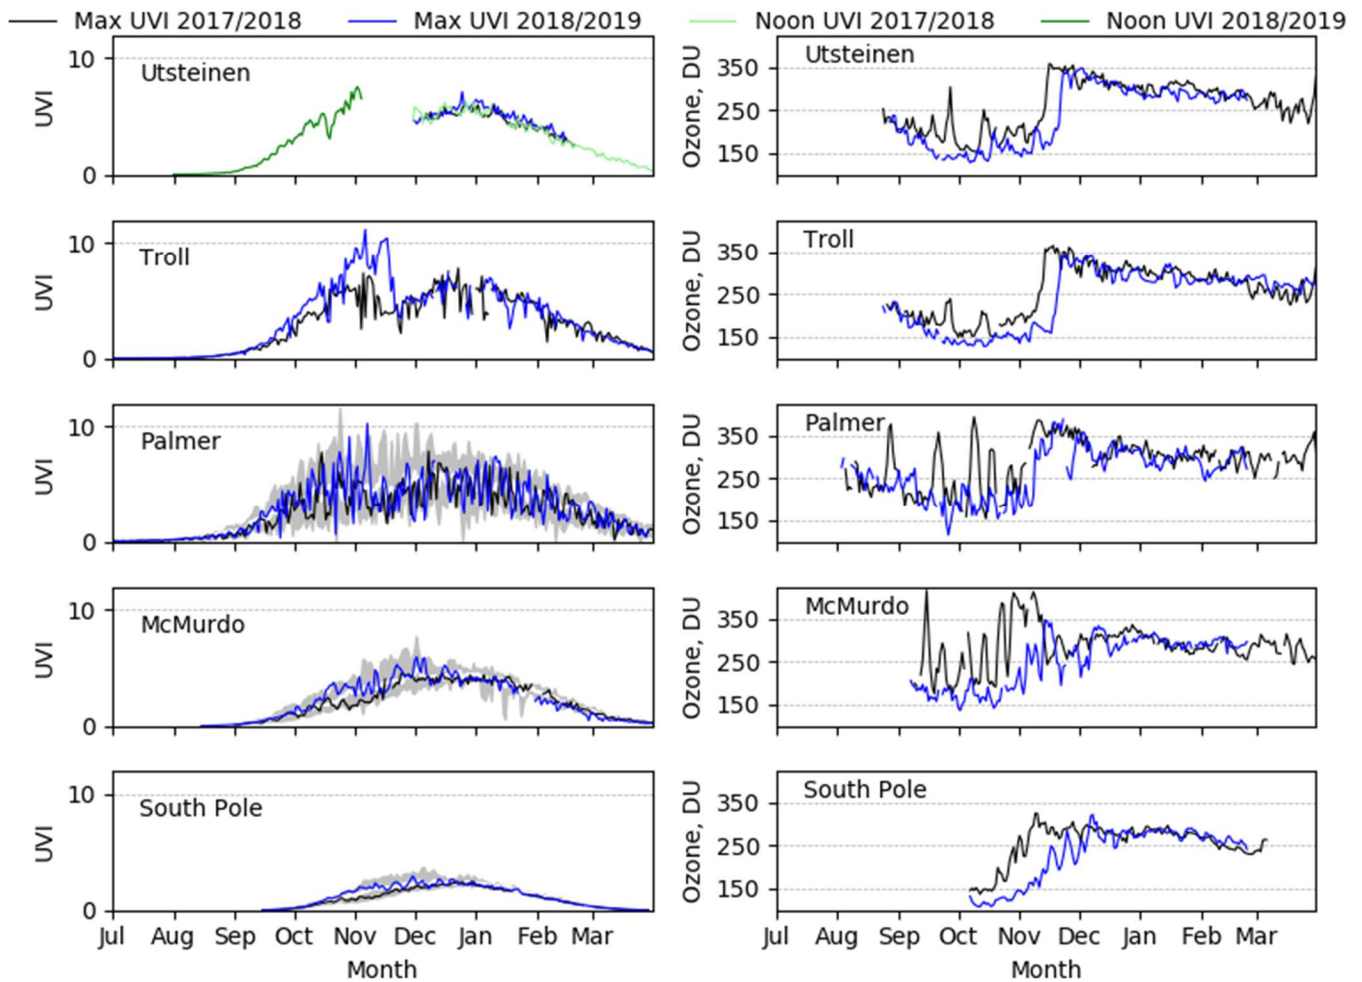 Max UVI 2017/2018 Max UVI 2018/2019 Noon UVI 2017/2018 Noon UVI 2018/2019
UVI
10
0
Utsteinen
Ozone, DU
350
250
150
Utsteinen
UVI
10
0
Troll
Ozone, DU
350
250
150
Troll
UVI
10
0
Palmer
Ozone, DU
350
250
150
Palmer
UVI
10
0
McMurdo
Ozone, DU
350
250
150
McMurdo
UVI
10
0
South Pole
Ozone, DU
350
250
150
South Pole
Jul Aug Sep Oct Nov Dec Jan Feb Mar
Month
Jul Aug Sep Oct Nov Dec Jan Feb Mar
Month